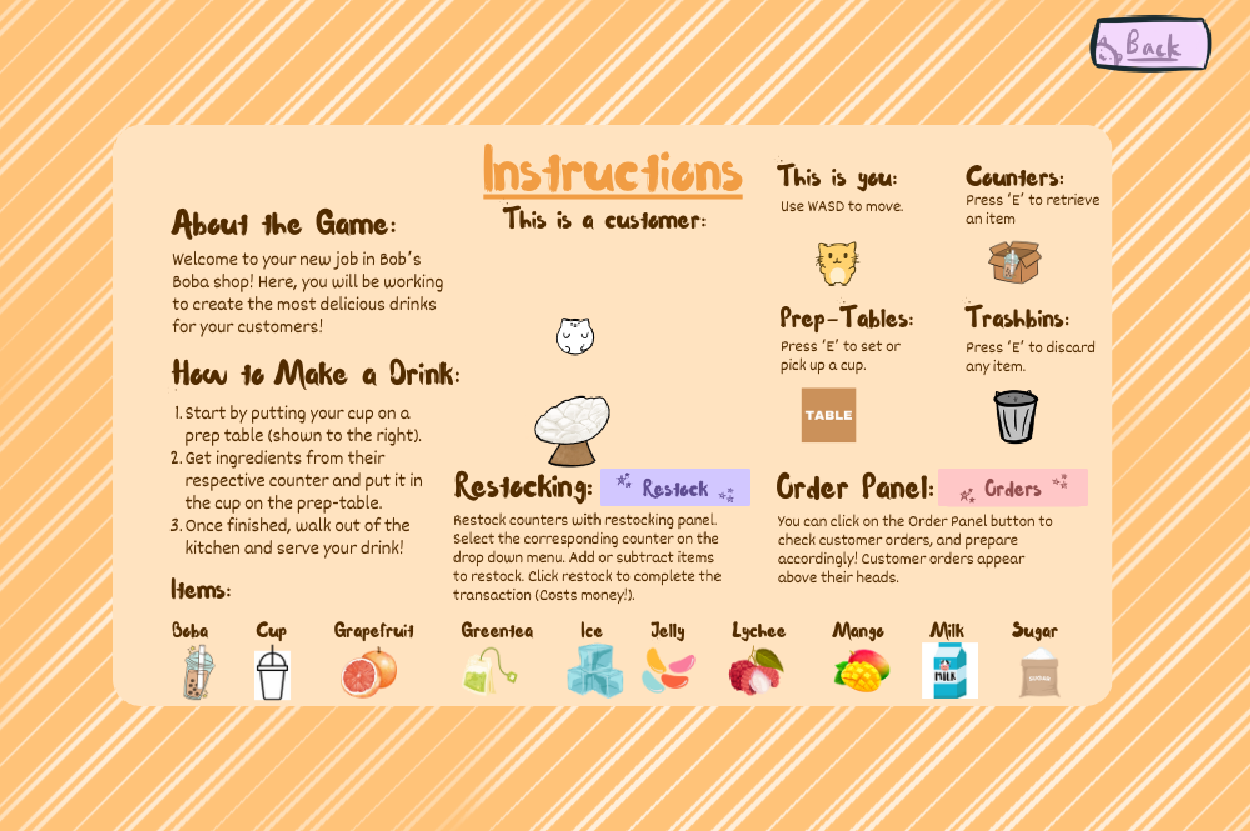 Back
Instructions
About the Game:
Welcome to your new job in Bob's
Boba shop! Here, you will be working
to create the most delicious drinks
for your customers!
How to Make a Drink:
1. Start by putting your cup on a
prep table (shown to the right).
2. Get ingredients from their
respective counter and put it in
the cup on the prep-table.
3. Once finished, walk out of the
kitchen and serve your drink!
This is a customer:
Restocking:
Restock
Restock counters with restocking panel.
Select the corresponding counter on the
drop down menu. Add or subtract items
to restock. Click restock to complete the
transaction (Costs money!).
This is you:
Use WASD to move.
Counters:
Press 'E' to retrieve
an item
Prep-Tables:
Press 'E' to set or
pick up a cup.
TABLE
Trashbins:
Press 'E' to discard
any item.
Order Panel:
Orders
You can click on the Order Panel button to
check customer orders, and prepare
accordingly! Customer orders appear
above their heads.
Items:
Boba
Cup
Grapefruit
Greentea
Ice
Jelly
Lychee
Mango
Milk
Sugar
MILK
SUGAR